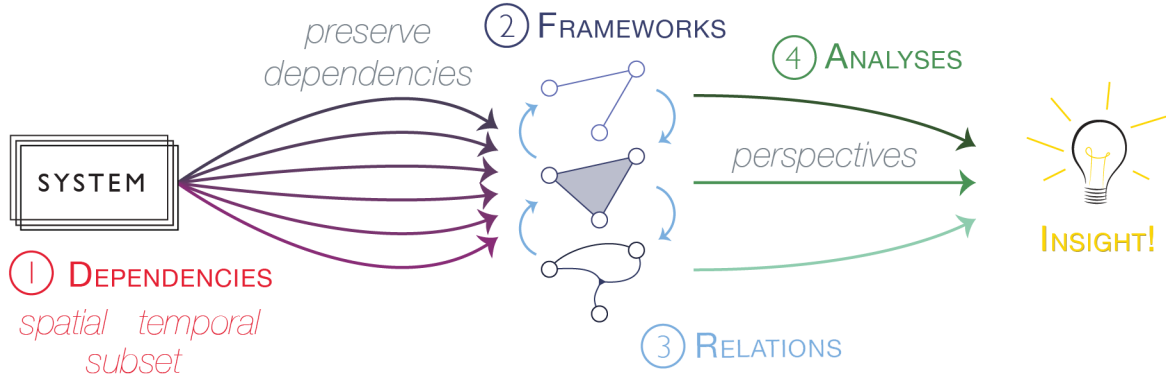 preserve
dependencies
2 FRAMEWORKS
4 ANALYSES
SYSTEM
perspectives
INSIGHT!
1 DEPENDENCIES
spatial temporal
subset
3 RELATIONS